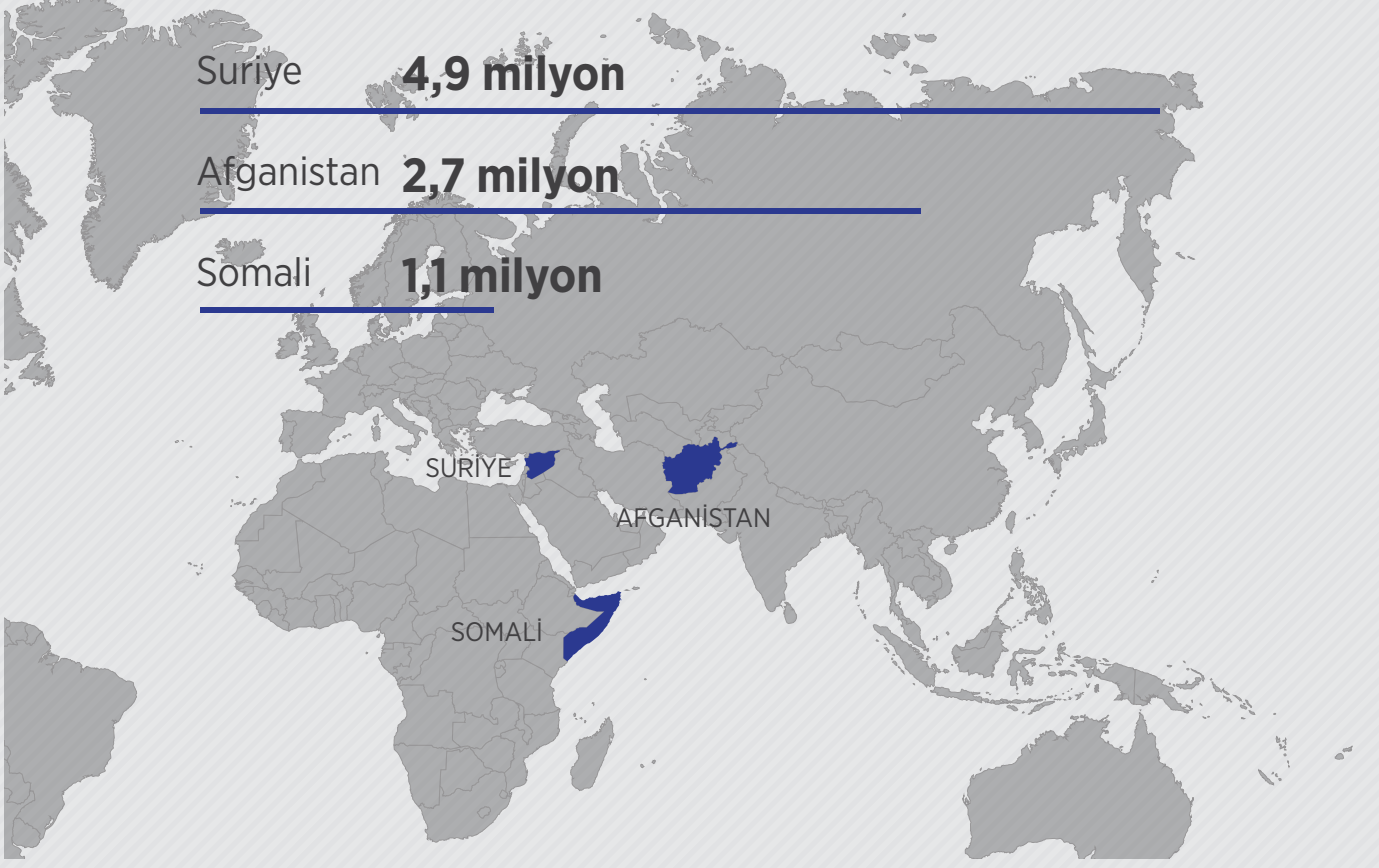 Suriye 4,9 milyon
Afganistan 2,7 milyon
Somali 1,1 milyon
SURİYE
AFGANİSTAN
SOMALİ